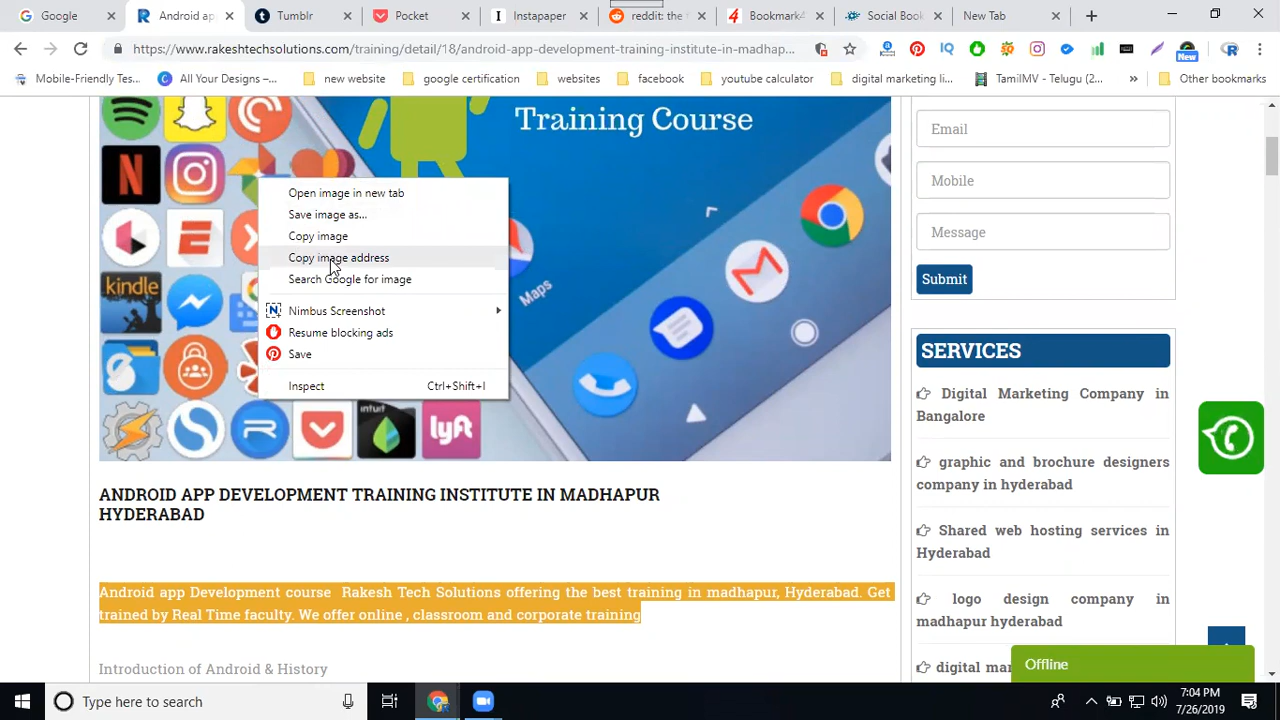 Google
Android ap
Tumblr
Pocket
Instapaper
reddit: the
Bookmark4
Social Book
New Tab
https://www.rakeshtechsolutions.com/training/detail/18/android-app-development-training-institute-in-madhap...
New
Mobile-Friendly Tes...
All Your Designs –...
new website
google certification
websites
facebook
youtube calculator
digital marketing li...
TamilMV - Telugu (2...
Other bookmarks
Training Course
Maps
kindle
intuit
lyft
Open image in new tab
Save image as...
Copy image
Copy image address
Search Google for image
Nimbus Screenshot
Resume blocking ads
Save
Inspect Ctrl+Shift+I
Email
Mobile
Message
Submit
SERVICES
Digital Marketing Company in
Bangalore
graphic and brochure designers
company in hyderabad
Shared web hosting services in
Hyderabad
logo design company in
madhapur hyderabad
digital mar
Offline
ANDROID APP DEVELOPMENT TRAINING INSTITUTE IN MADHAPUR
HYDERABAD
Android app Development course Rakesh Tech Solutions offering the best training in madhapur, Hyderabad. Get
trained by Real Time faculty. We offer online , classroom and corporate training
Introduction of Android & History
Type here to search
7:04 PM
7/26/2019